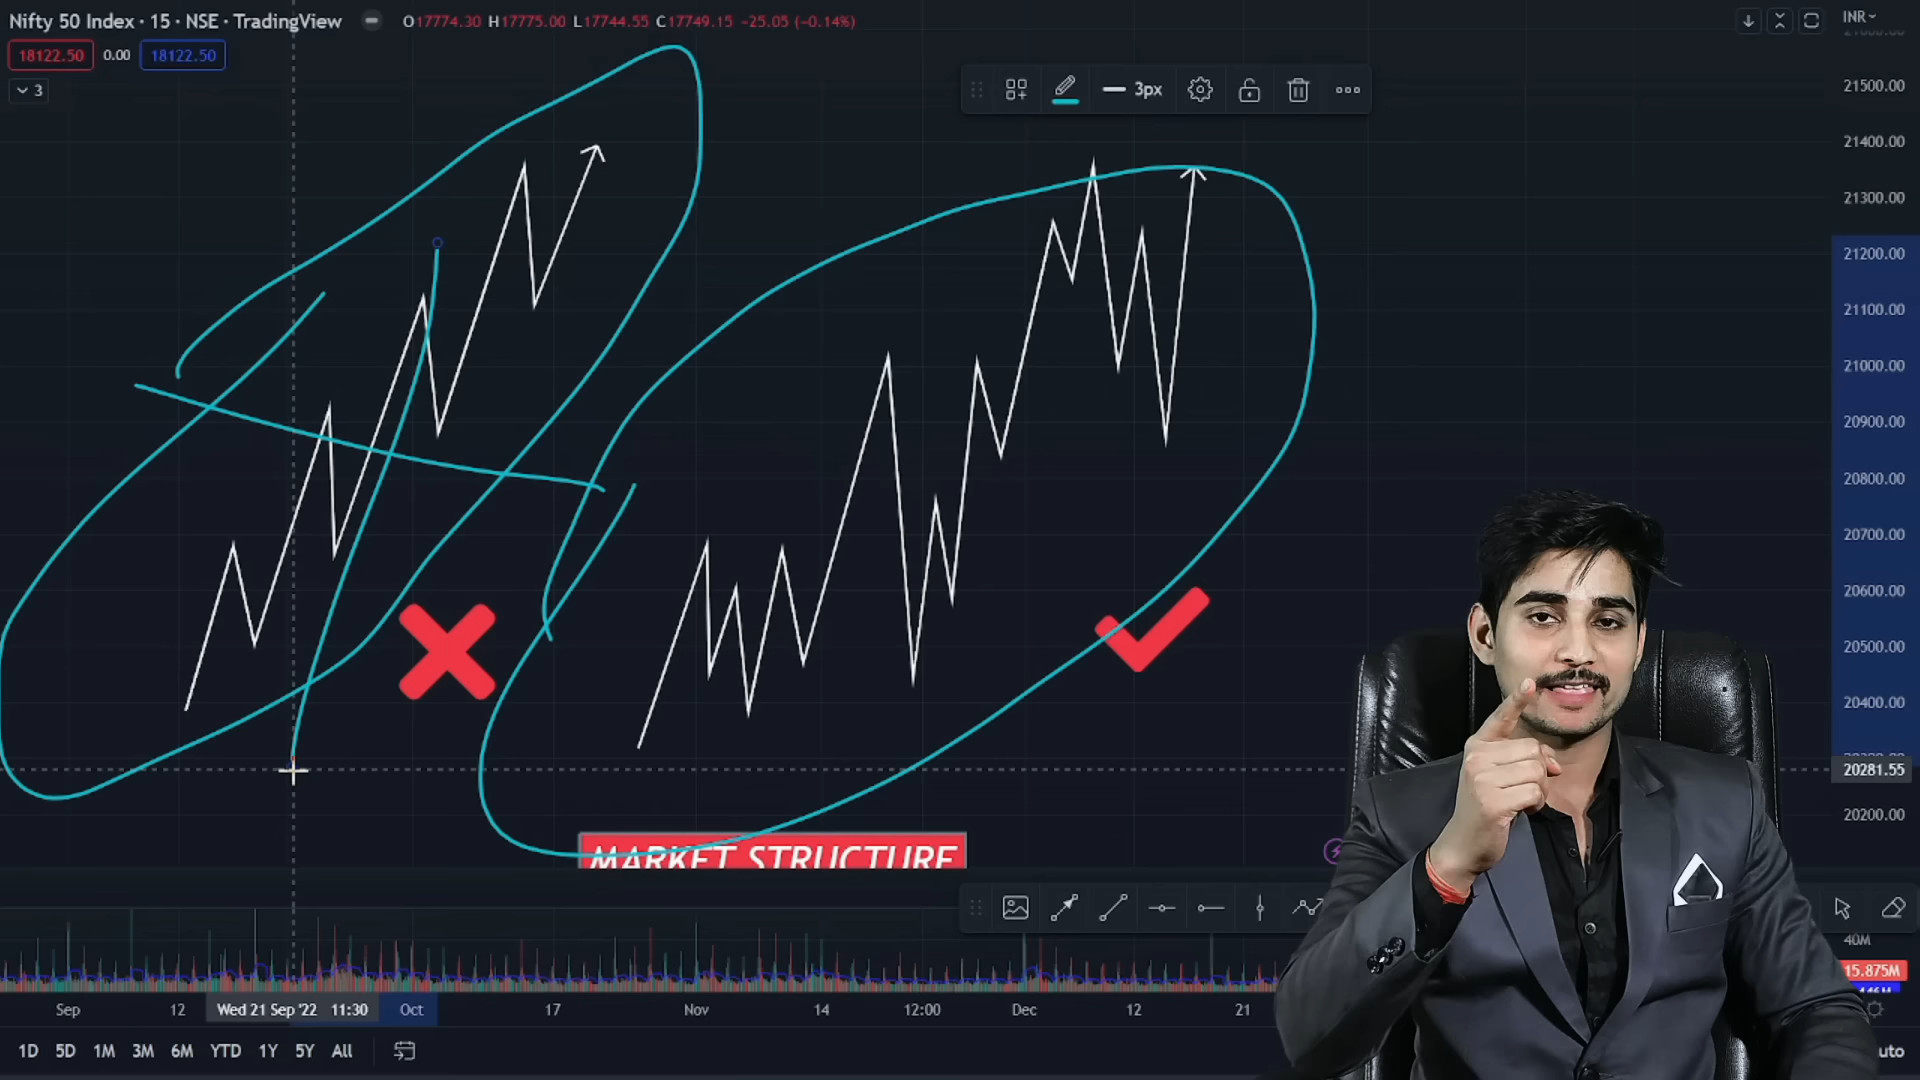 Nifty 50 Index · 15 · NSE · TradingView
O17774.30 H17775.00 L17744.55 C17749.15 −25.05 (−0.14%)
INR
18122.50 0.00 18122.50
3
3px
21500.00
21400.00
21300.00
21200.00
21100.00
21000.00
20900.00
20800.00
20700.00
20600.00
20500.00
20400.00
20281.55
20200.00
MARKET STRUCTURE
40M
15.875M
Sep 12 Wed 21 Sep '22 11:30 Oct 17 Nov 14 12:00 Dec 12 21
1D 5D 1M 3M 6M YTD 1Y 5Y All